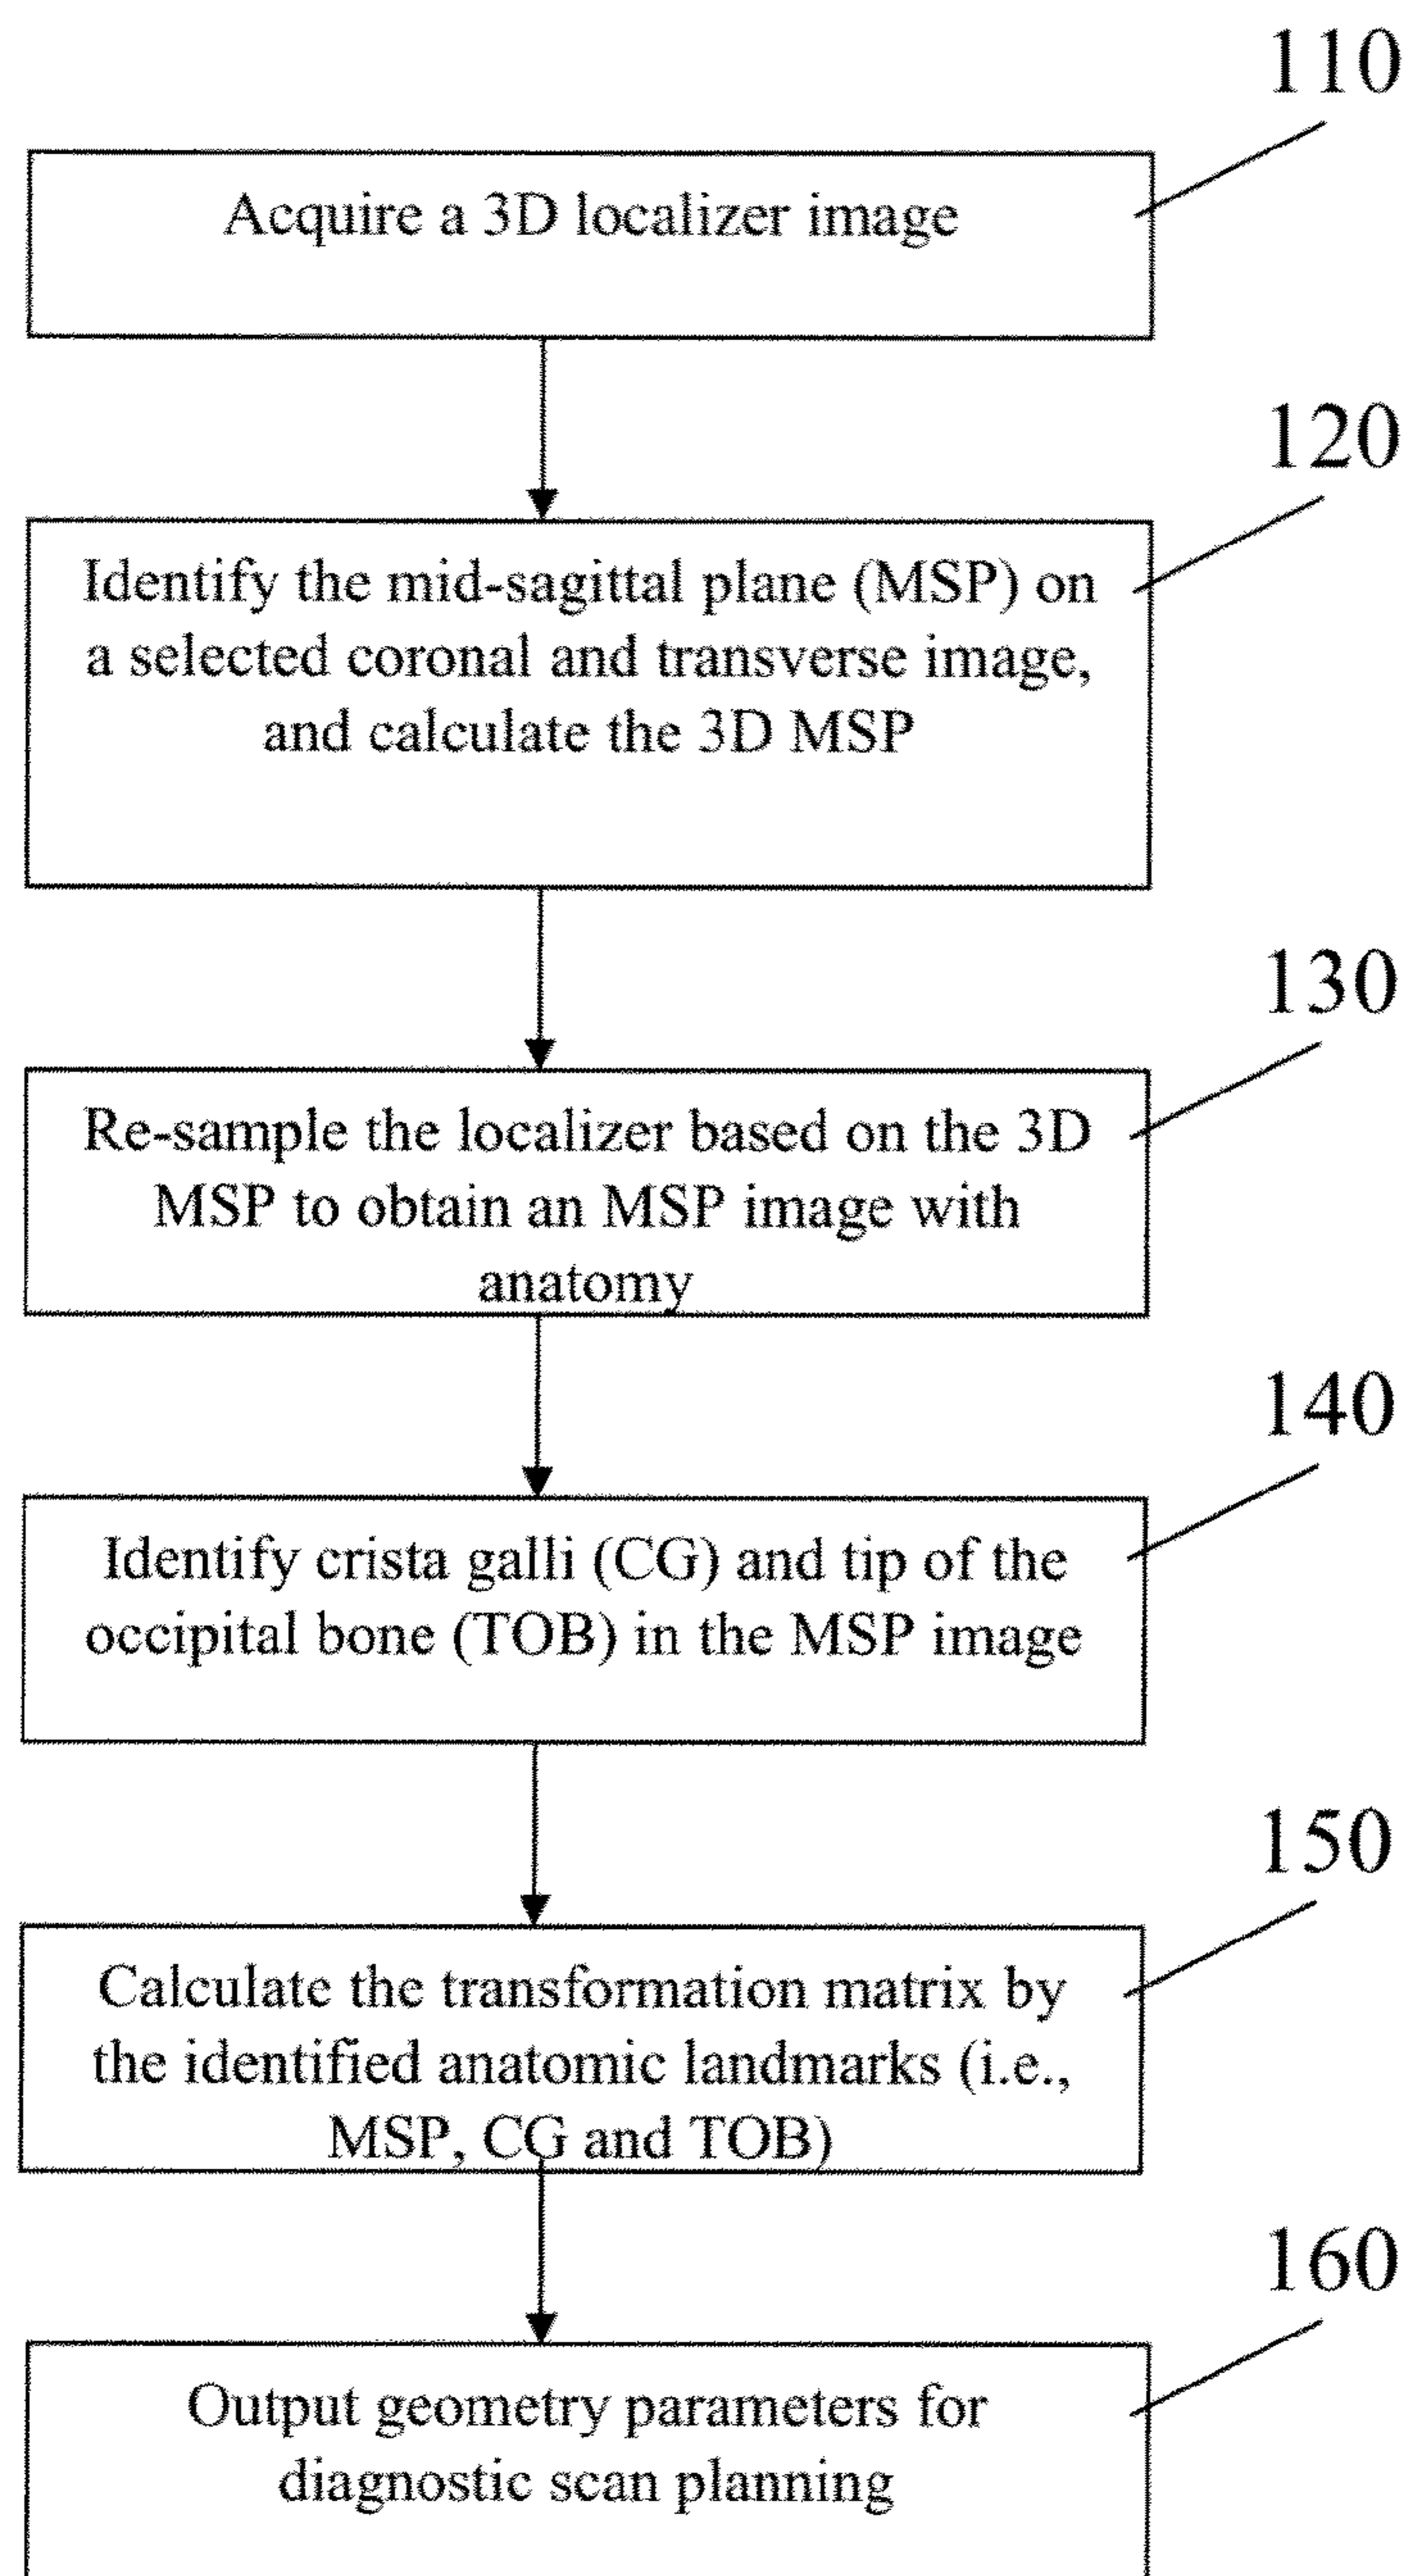 110
Acquire a 3D localizer image
120
Identify the mid-sagittal plane (MSP) on
a selected coronal and transverse image,
and calculate the 3D MSP
130
Re-sample the localizer based on the 3D
MSP to obtain an MSP image with
anatomy
140
Identify crista galli (CG) and tip of the
occipital bone (TOB) in the MSP image
150
Calculate the transformation matrix by
the identified anatomic landmarks (i.e.,
MSP, CG and TOB)
160
Output geometry parameters for
diagnostic scan planning